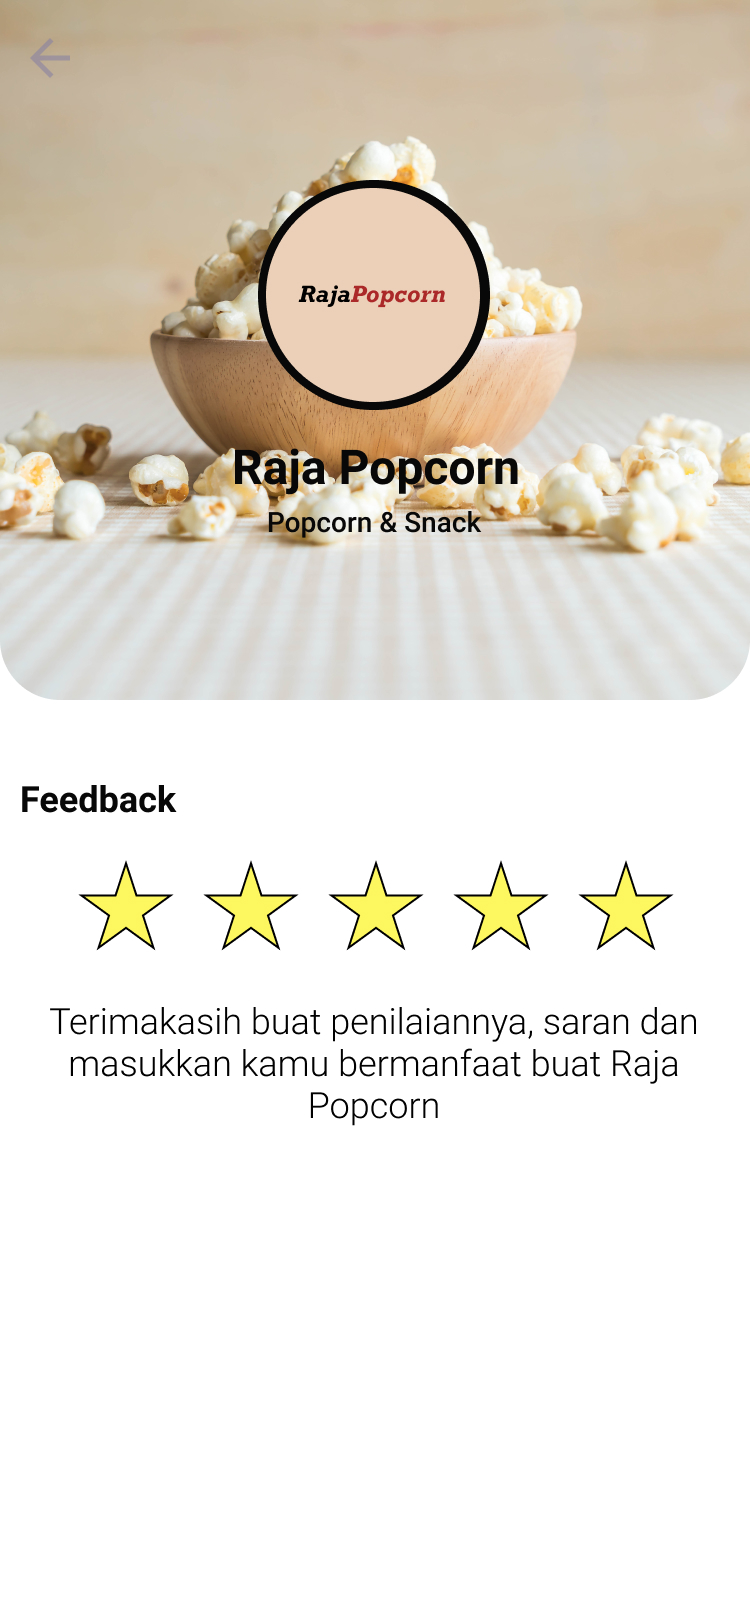 RajaPopcorn
Raja Popcorn
Popcorn & Snack
Feedback
Terimakasih buat penilaiannya, saran dan
masukkan kamu bermanfaat buat Raja
Popcorn